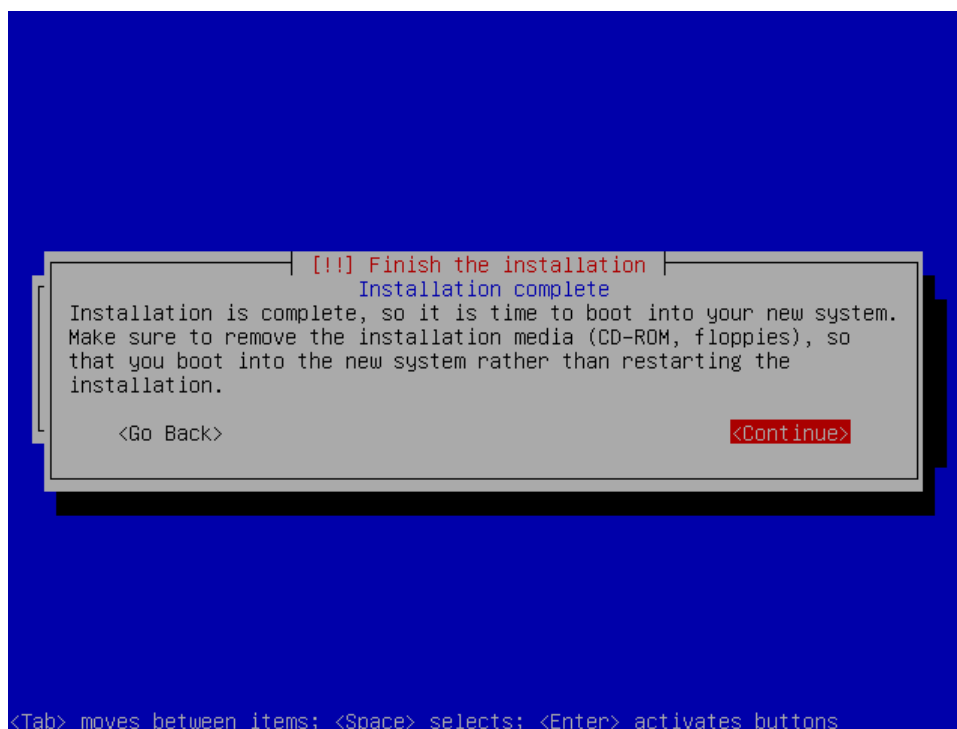 [!!] Finish the installation
Installation complete
Installation is complete, so it is time to boot into your new system.
Make sure to remove the installation media (CD-ROM, floppies), so
that you boot into the new system rather than restarting the
installation.
<Go Back> <Continue>
<Tab> moves between items; <Space> selects; <Enter> activates buttons